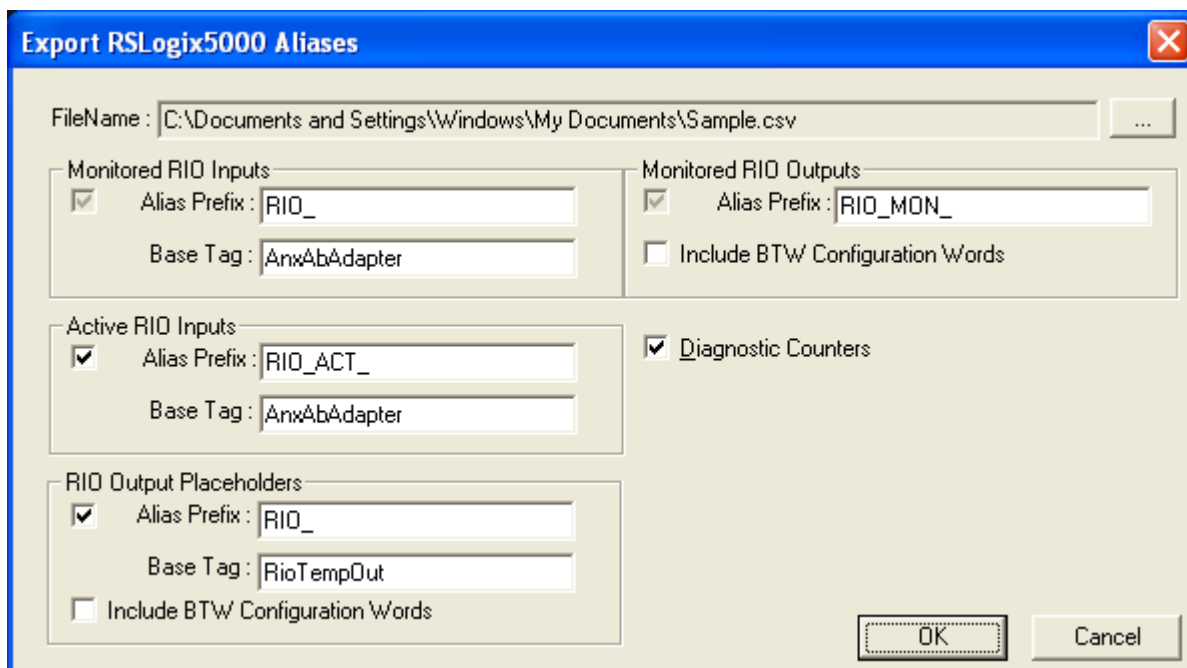 Export RSLogix5000 Aliases
FileName : C:\Documents and Settings\Windows\My Documents\Sample.csv ...
Monitored RIO Inputs
Alias Prefix : RIO_
Base Tag : AnxAbAdapter
Monitored RIO Outputs
Alias Prefix : RIO_MON_
Include BTW Configuration Words
Active RIO Inputs
Alias Prefix : RIO_ACT_
Base Tag : AnxAbAdapter
Diagnostic Counters
RIO Output Placeholders
Alias Prefix : RIO_
Base Tag : RioTempOut
Include BTW Configuration Words
OK Cancel